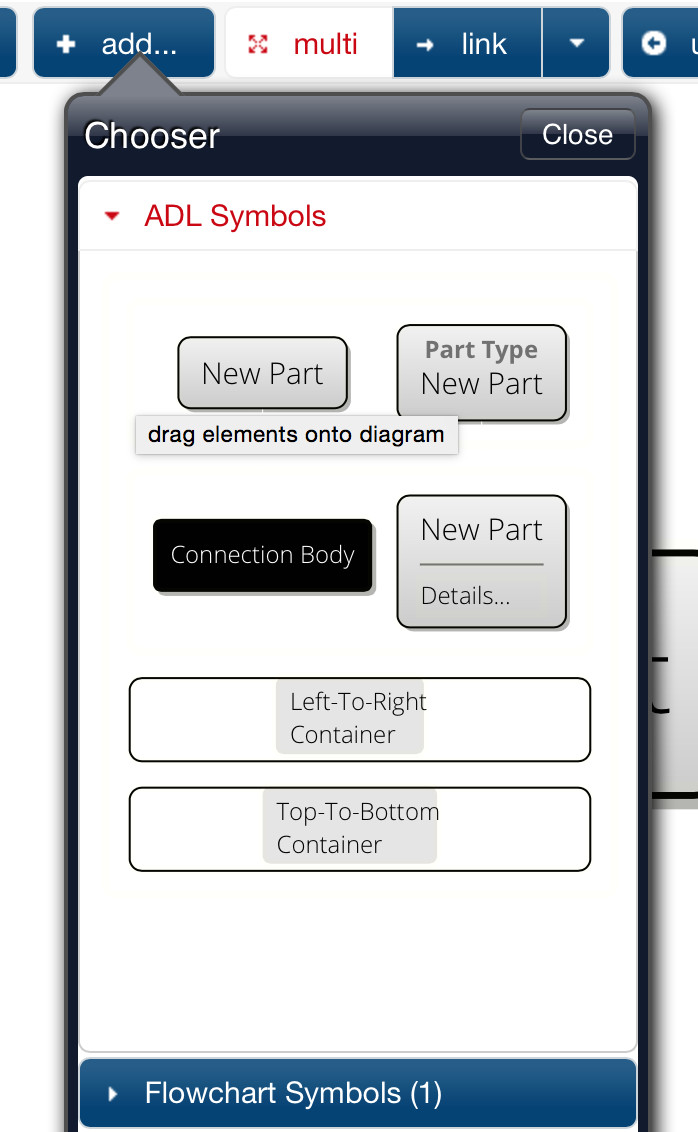 add...
multi
link
Chooser
Close
ADL Symbols
New Part
Part Type
New Part
drag elements onto diagram
Connection Body
New Part
Details...
Left-To-Right
Container
Top-To-Bottom
Container
Flowchart Symbols (1)